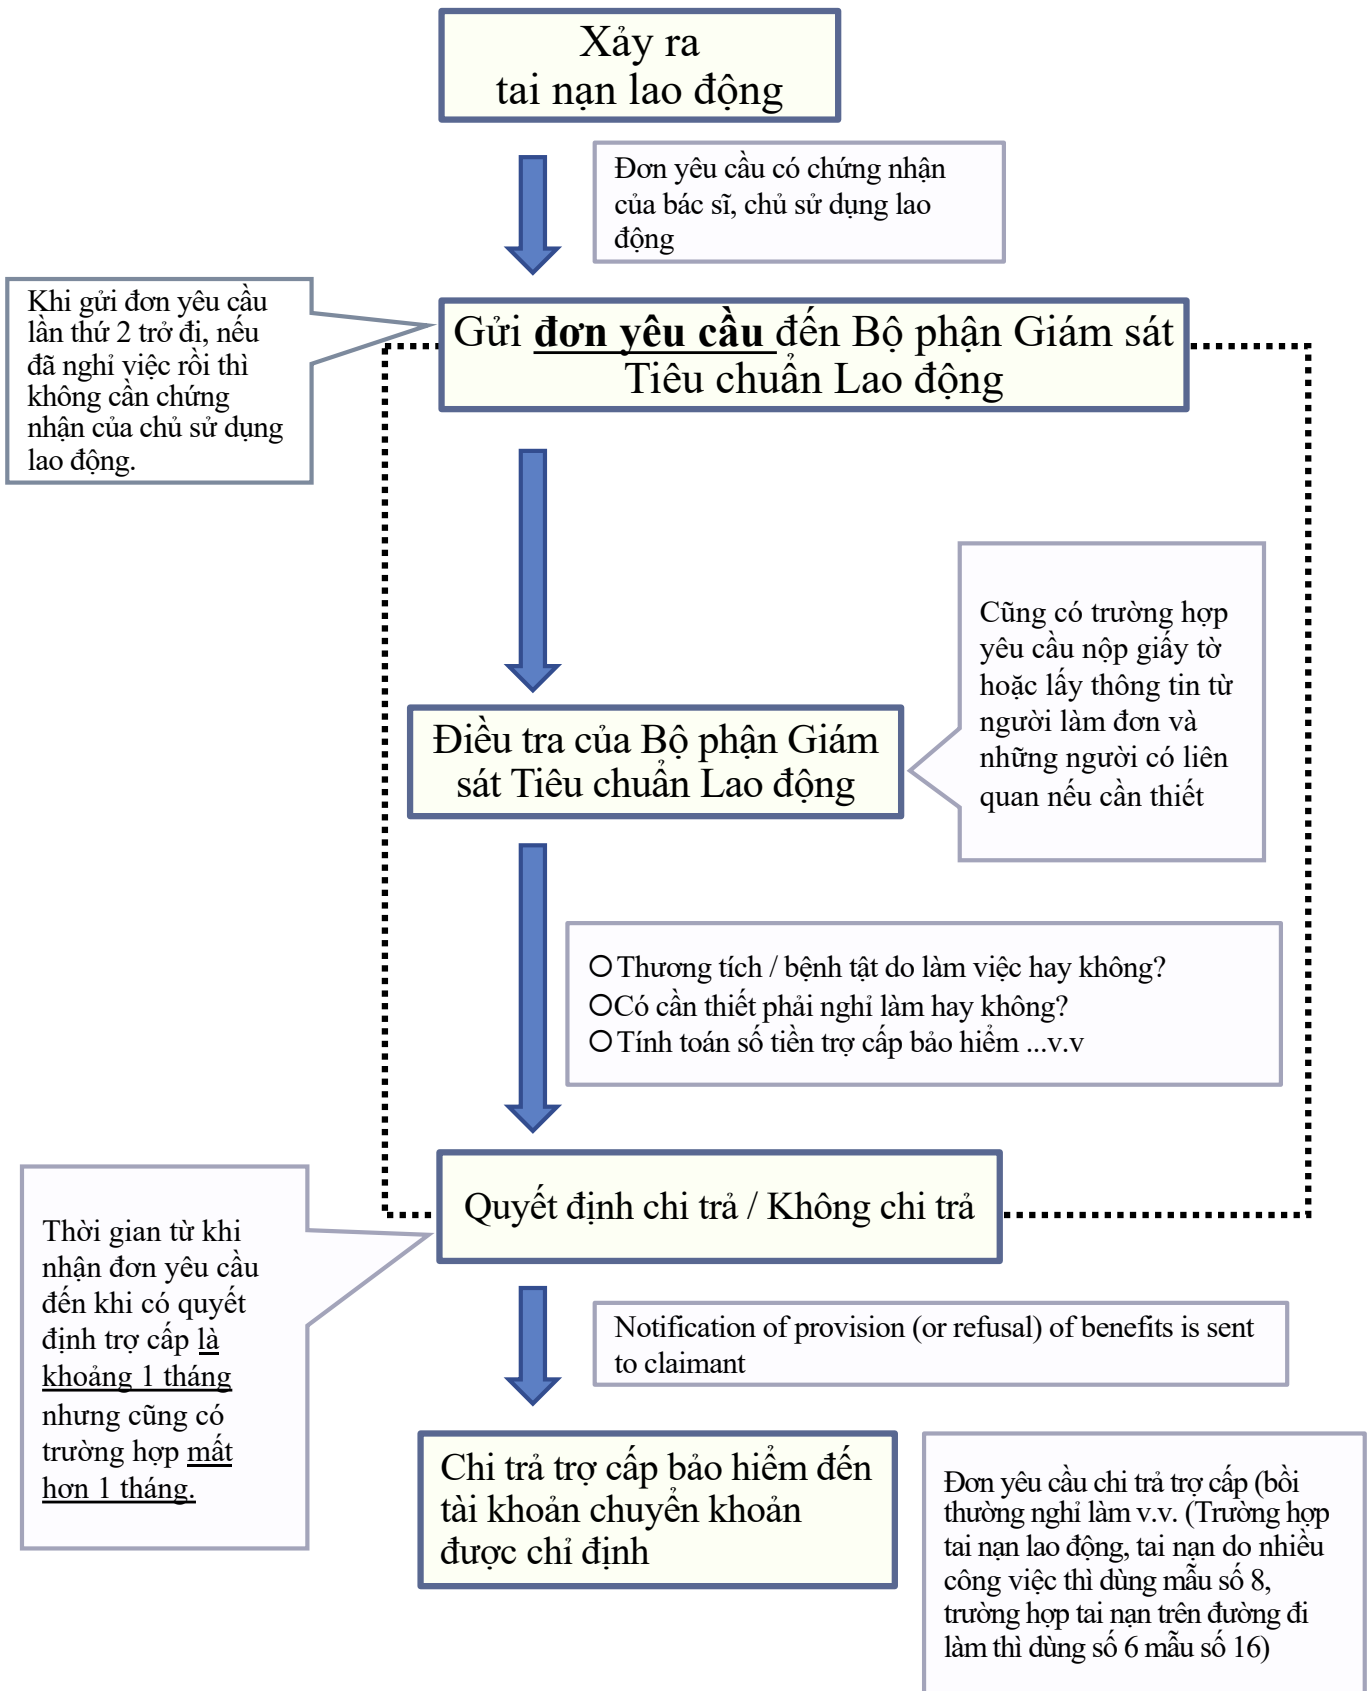 Xảy ra
tai nạn lao động
Đơn yêu cầu có chứng nhận
của bác sĩ, chủ sử dụng lao
động
Khi gửi đơn yêu cầu
lần thứ 2 trở đi, nếu
đã nghỉ việc rồi thì
không cần chứng
nhận của chủ sử dụng
lao động.
Gửi đơn yêu cầu đến Bộ phận Giám sát
Tiêu chuẩn Lao động
Cũng có trường hợp
yêu cầu nộp giấy tờ
hoặc lấy thông tin từ
người làm đơn và
những người có liên
quan nếu cần thiết
Điều tra của Bộ phận Giám
sát Tiêu chuẩn Lao động
○Thương tích / bệnh tật do làm việc hay không?
○Có cần thiết phải nghỉ làm hay không?
○Tính toán số tiền trợ cấp bảo hiểm ...v.v
Quyết định chi trả / Không chi trả
Thời gian từ khi
nhận đơn yêu cầu
đến khi có quyết
định trợ cấp là
khoảng 1 tháng
nhưng cũng có
trường hợp mất
hơn 1 tháng.
Notification of provision (or refusal) of benefits is sent
to claimant
Chi trả trợ cấp bảo hiểm đến
tài khoản chuyển khoản
được chỉ định
Đơn yêu cầu chi trả trợ cấp (bồi
thường nghỉ làm v.v. (Trường hợp
tai nạn lao động, tai nạn do nhiều
công việc thì dùng mẫu số 8,
trường hợp tai nạn trên đường đi
làm thì dùng số 6 mẫu số 16)